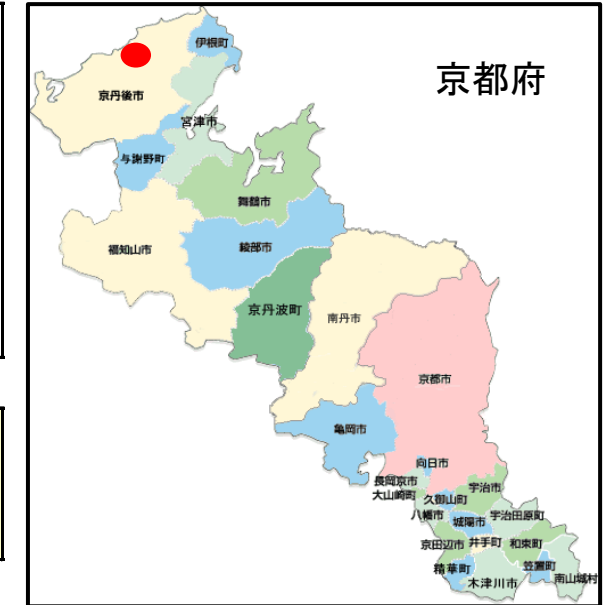 京都府
伊根町
京丹後市
宮津市
与謝野町
舞鶴市
福知山市
綾部市
京丹波町
南丹市
京都市
亀岡市
向日市
長岡京市
大山崎町
宇治市
久御山町
八幡市
宇治田原町
城陽市
京田辺市
井手町
和束町
精華町
笠置町
木津川市
南山城村